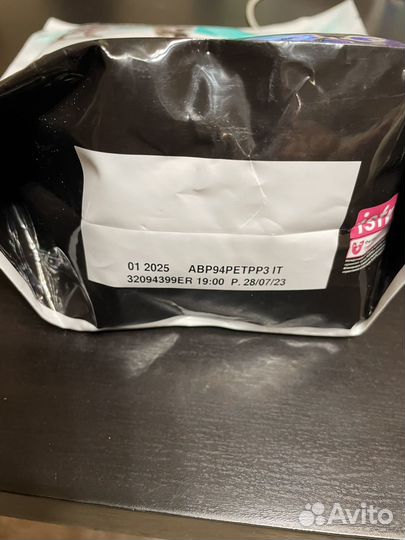 01 2025 ABP94PETPP3 IT
32094399ER 19:00 P. 28/07/23
Avito